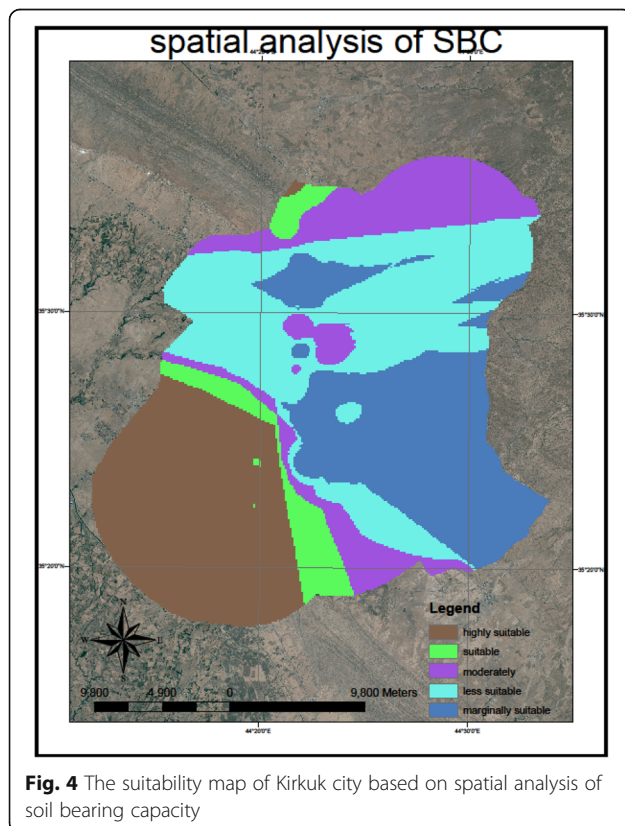 spatial analysis of SBC
44°20'0"E
35°30'0"N 35°30'0"N
35°20'0"N 35°20'0"N
N
W E
S
Legend
highly suitable
suitable
moderately
less suitable
marginally suitable
9,800 4,900 0 9,800 Meters
44°20'0"E 44°30'0"E
Fig. 4 The suitability map of Kirkuk city based on spatial analysis of
soil bearing capacity